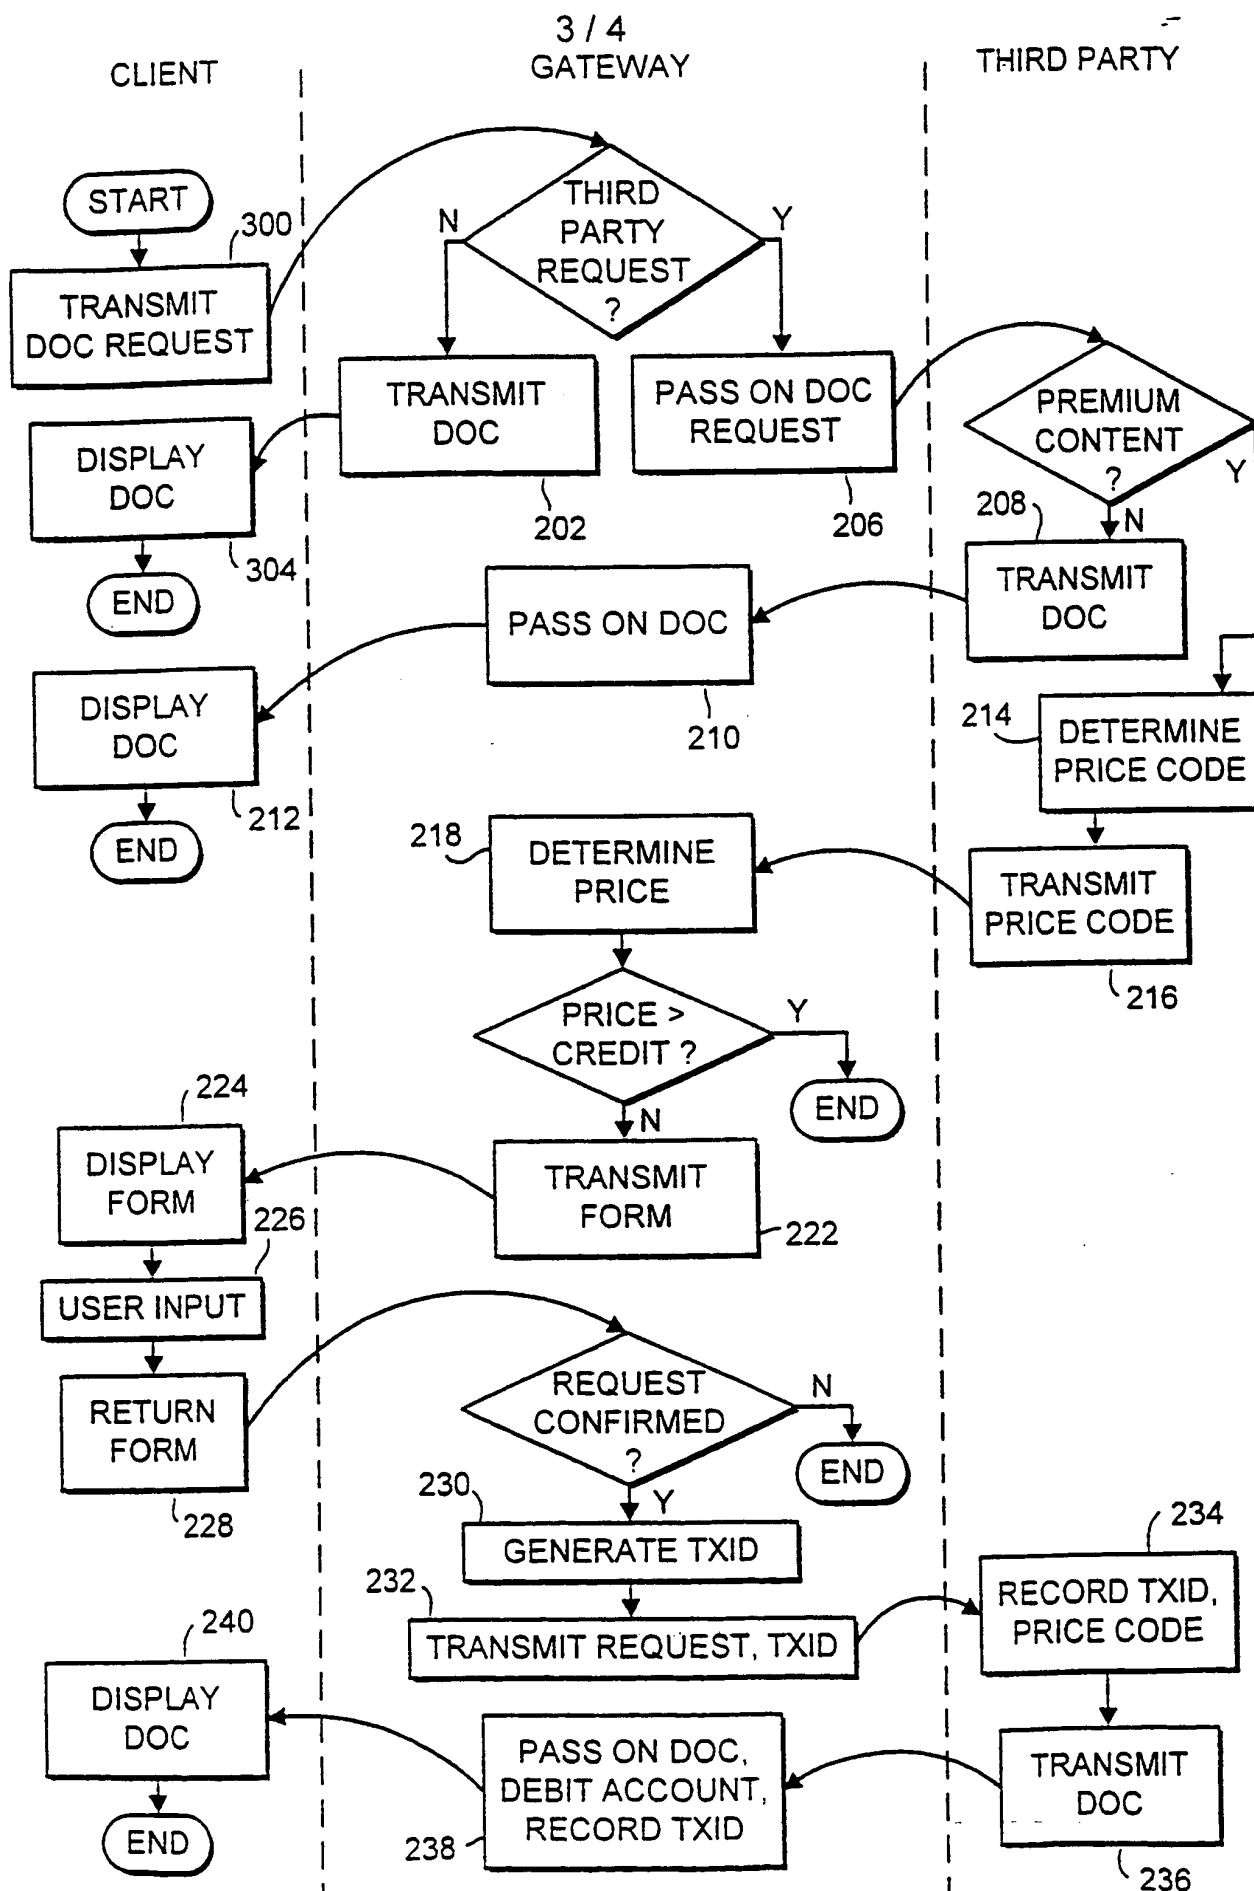 3 / 4
CLIENT
GATEWAY
THIRD PARTY
START
300
TRANSMIT
DOC REQUEST
THIRD
PARTY
REQUEST
?
N
Y
TRANSMIT
DOC
202
PASS ON DOC
REQUEST
206
PREMIUM
CONTENT
?
Y
N
DISPLAY
DOC
304
END
208
TRANSMIT
DOC
PASS ON DOC
210
DISPLAY
DOC
212
END
214
DETERMINE
PRICE CODE
218
DETERMINE
PRICE
TRANSMIT
PRICE CODE
216
PRICE >
CREDIT ?
Y
END
N
224
DISPLAY
FORM
TRANSMIT
FORM
222
226
USER INPUT
RETURN
FORM
228
REQUEST
CONFIRMED
?
N
END
Y
230
GENERATE TXID
232
TRANSMIT REQUEST, TXID
234
RECORD TXID,
PRICE CODE
240
DISPLAY
DOC
END
PASS ON DOC,
DEBIT ACCOUNT,
RECORD TXID
238
TRANSMIT
DOC
236